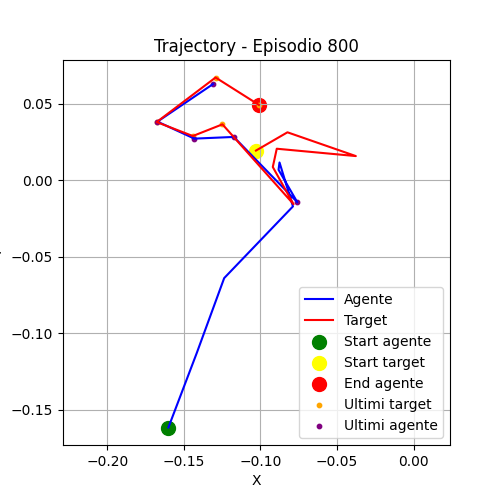 Trajectory - Episodio 800
0.05
0.00
−0.05
−0.10
−0.15
−0.20
−0.15
−0.10
−0.05
0.00
X
Agente
Target
Start agente
Start target
End agente
Ultimi target
Ultimi agente